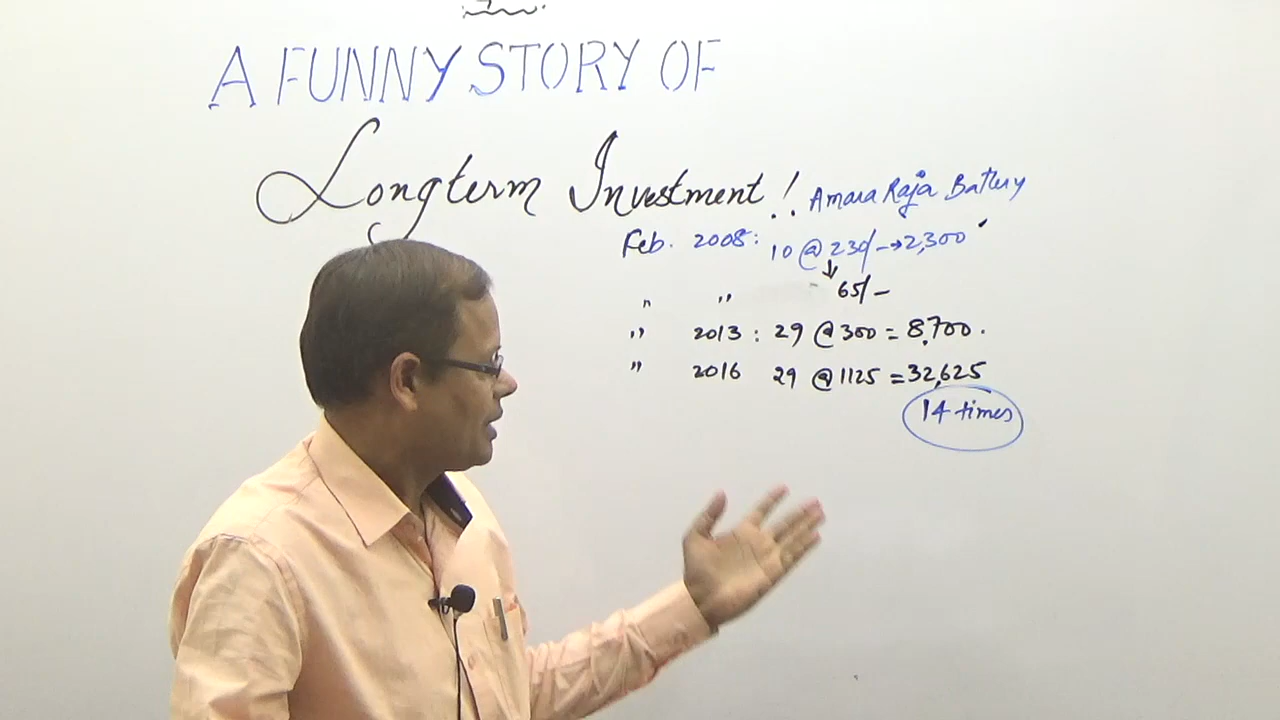 A FUNNY STORY OF
Longterm Investment!..
Amara Raja Battery
Feb. 2008: 10 @ 230/- → 2,300
" " 65/-
" 2013 : 29 @ 300 = 8,700.
" 2016 29 @ 1125 = 32,625
14 times